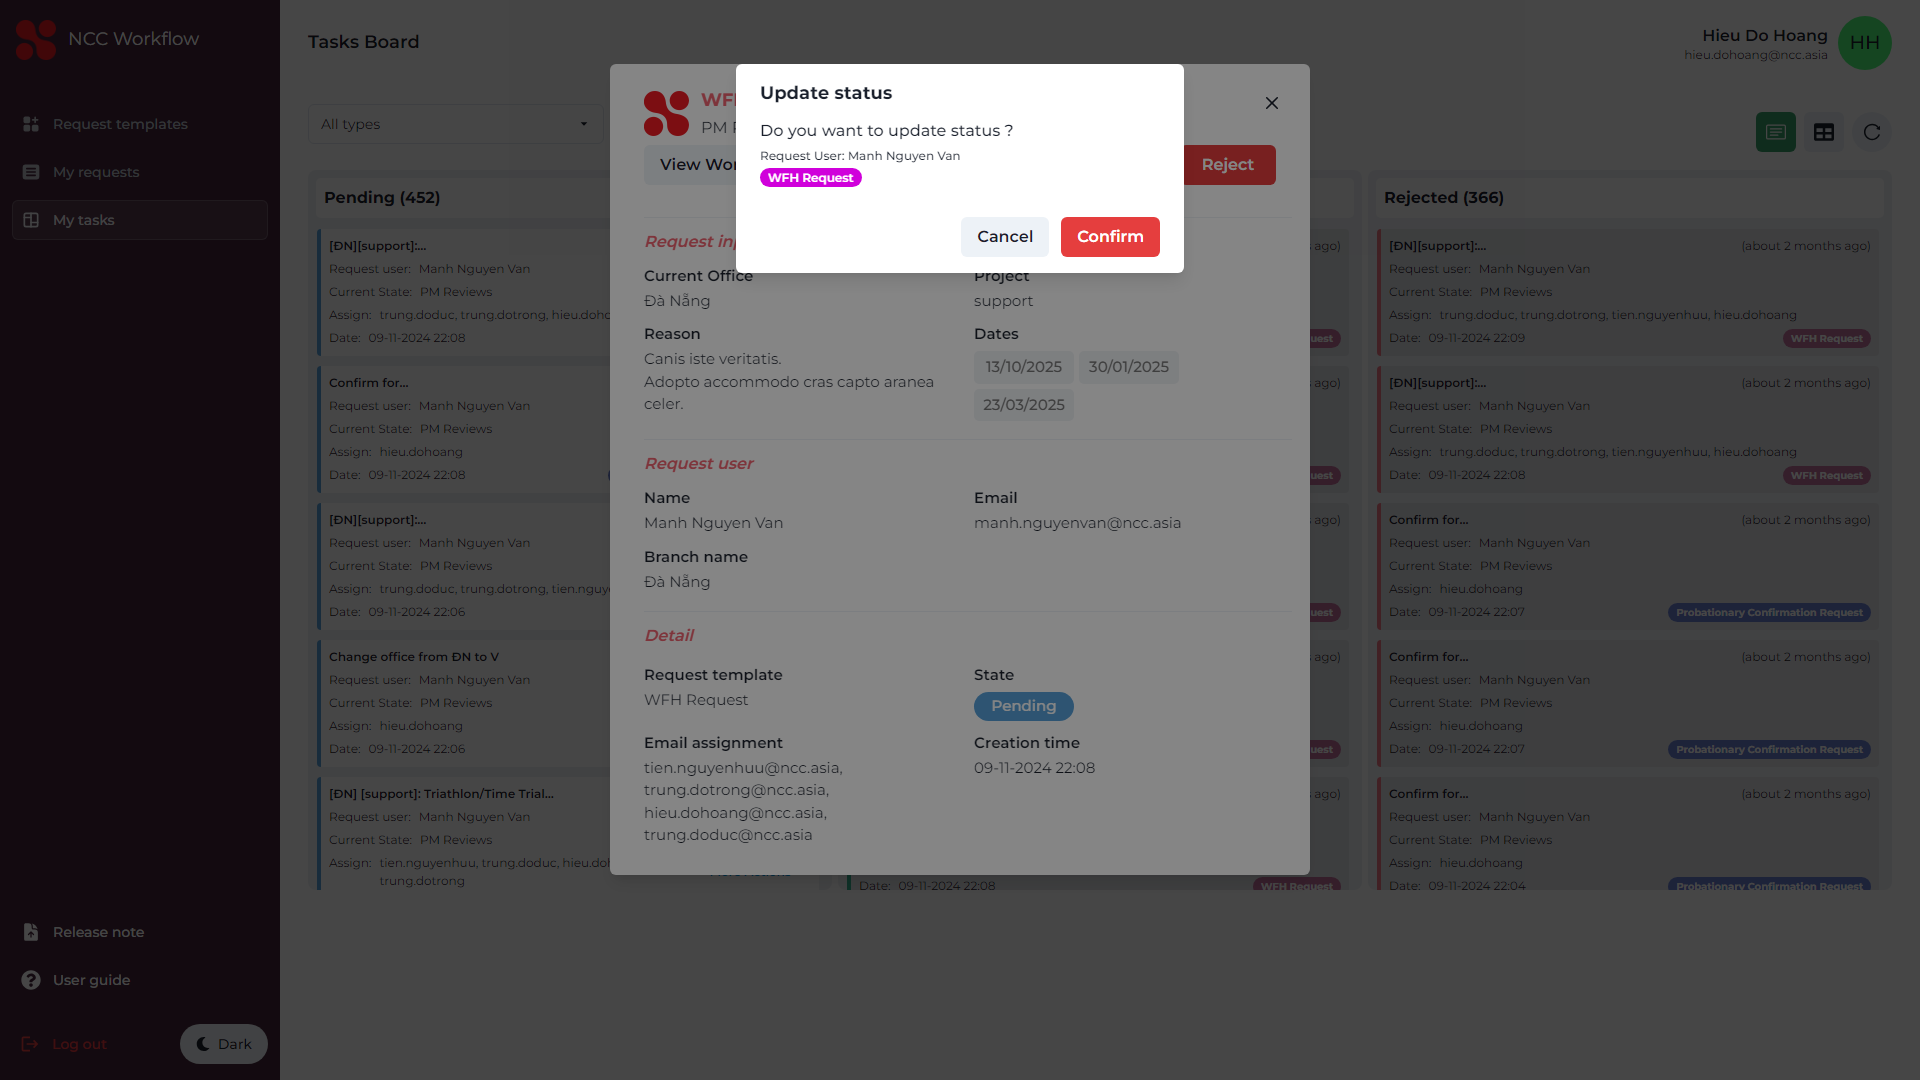 NCC Workflow
Request templates
My requests
My tasks
Release note
User guide
Log out
Dark
Tasks Board
Hieu Do Hoang
hieu.dohoang@ncc.asia
HH
All types
Update status
Do you want to update status ?
Request User: Manh Nguyen Van
WFH Request
Cancel
Confirm
WFH
PM
View
Reject
Request
Current Office
Đà Nẵng
Project
support
Reason
Canis iste veritatis.
Adopto accommodo cras capto aranea
celer.
Dates
13/10/2025
30/01/2025
23/03/2025
Request user
Name
Manh Nguyen Van
Email
manh.nguyenvan@ncc.asia
Branch name
Đà Nẵng
Detail
Request template
WFH Request
State
Pending
Email assignment
tien.nguyenhuu@ncc.asia,
trung.dotrong@ncc.asia,
hieu.dohoang@ncc.asia,
trung.doduc@ncc.asia
Creation time
09-11-2024 22:08
Pending (452)
[ĐN][support]:...
Request user: Manh Nguyen Van
Current State: PM Reviews
Assign: trung.doduc, trung.dotrong, hieu.doho
Date: 09-11-2024 22:08
Confirm for...
Request user: Manh Nguyen Van
Current State: PM Reviews
Assign: hieu.dohoang
Date: 09-11-2024 22:08
[ĐN][support]:...
Request user: Manh Nguyen Van
Current State: PM Reviews
Assign: trung.doduc, trung.dotrong, tien.nguye
Date: 09-11-2024 22:06
Change office from ĐN to V
Request user: Manh Nguyen Van
Current State: PM Reviews
Assign: hieu.dohoang
Date: 09-11-2024 22:06
[ĐN] [support]: Triathlon/Time Trial...
Request user: Manh Nguyen Van
Current State: PM Reviews
Assign: tien.nguyenhuu, trung.doduc, hieu.doh
trung.dotrong
ago)
uest
ago)
uest
ago)
uest
ago)
uest
ago)
Date: 09-11-2024 22:08
WFH Request
Rejected (366)
[ĐN][support]:... (about 2 months ago)
Request user: Manh Nguyen Van
Current State: PM Reviews
Assign: trung.doduc, trung.dotrong, tien.nguyenhuu, hieu.dohoang
Date: 09-11-2024 22:09 WFH Request
[ĐN][support]:... (about 2 months ago)
Request user: Manh Nguyen Van
Current State: PM Reviews
Assign: trung.doduc, trung.dotrong, tien.nguyenhuu, hieu.dohoang
Date: 09-11-2024 22:08 WFH Request
Confirm for... (about 2 months ago)
Request user: Manh Nguyen Van
Current State: PM Reviews
Assign: hieu.dohoang
Date: 09-11-2024 22:07 Probationary Confirmation Request
Confirm for... (about 2 months ago)
Request user: Manh Nguyen Van
Current State: PM Reviews
Assign: hieu.dohoang
Date: 09-11-2024 22:07 Probationary Confirmation Request
Confirm for... (about 2 months ago)
Request user: Manh Nguyen Van
Current State: PM Reviews
Assign: hieu.dohoang
Date: 09-11-2024 22:04 Probationary Confirmation Request